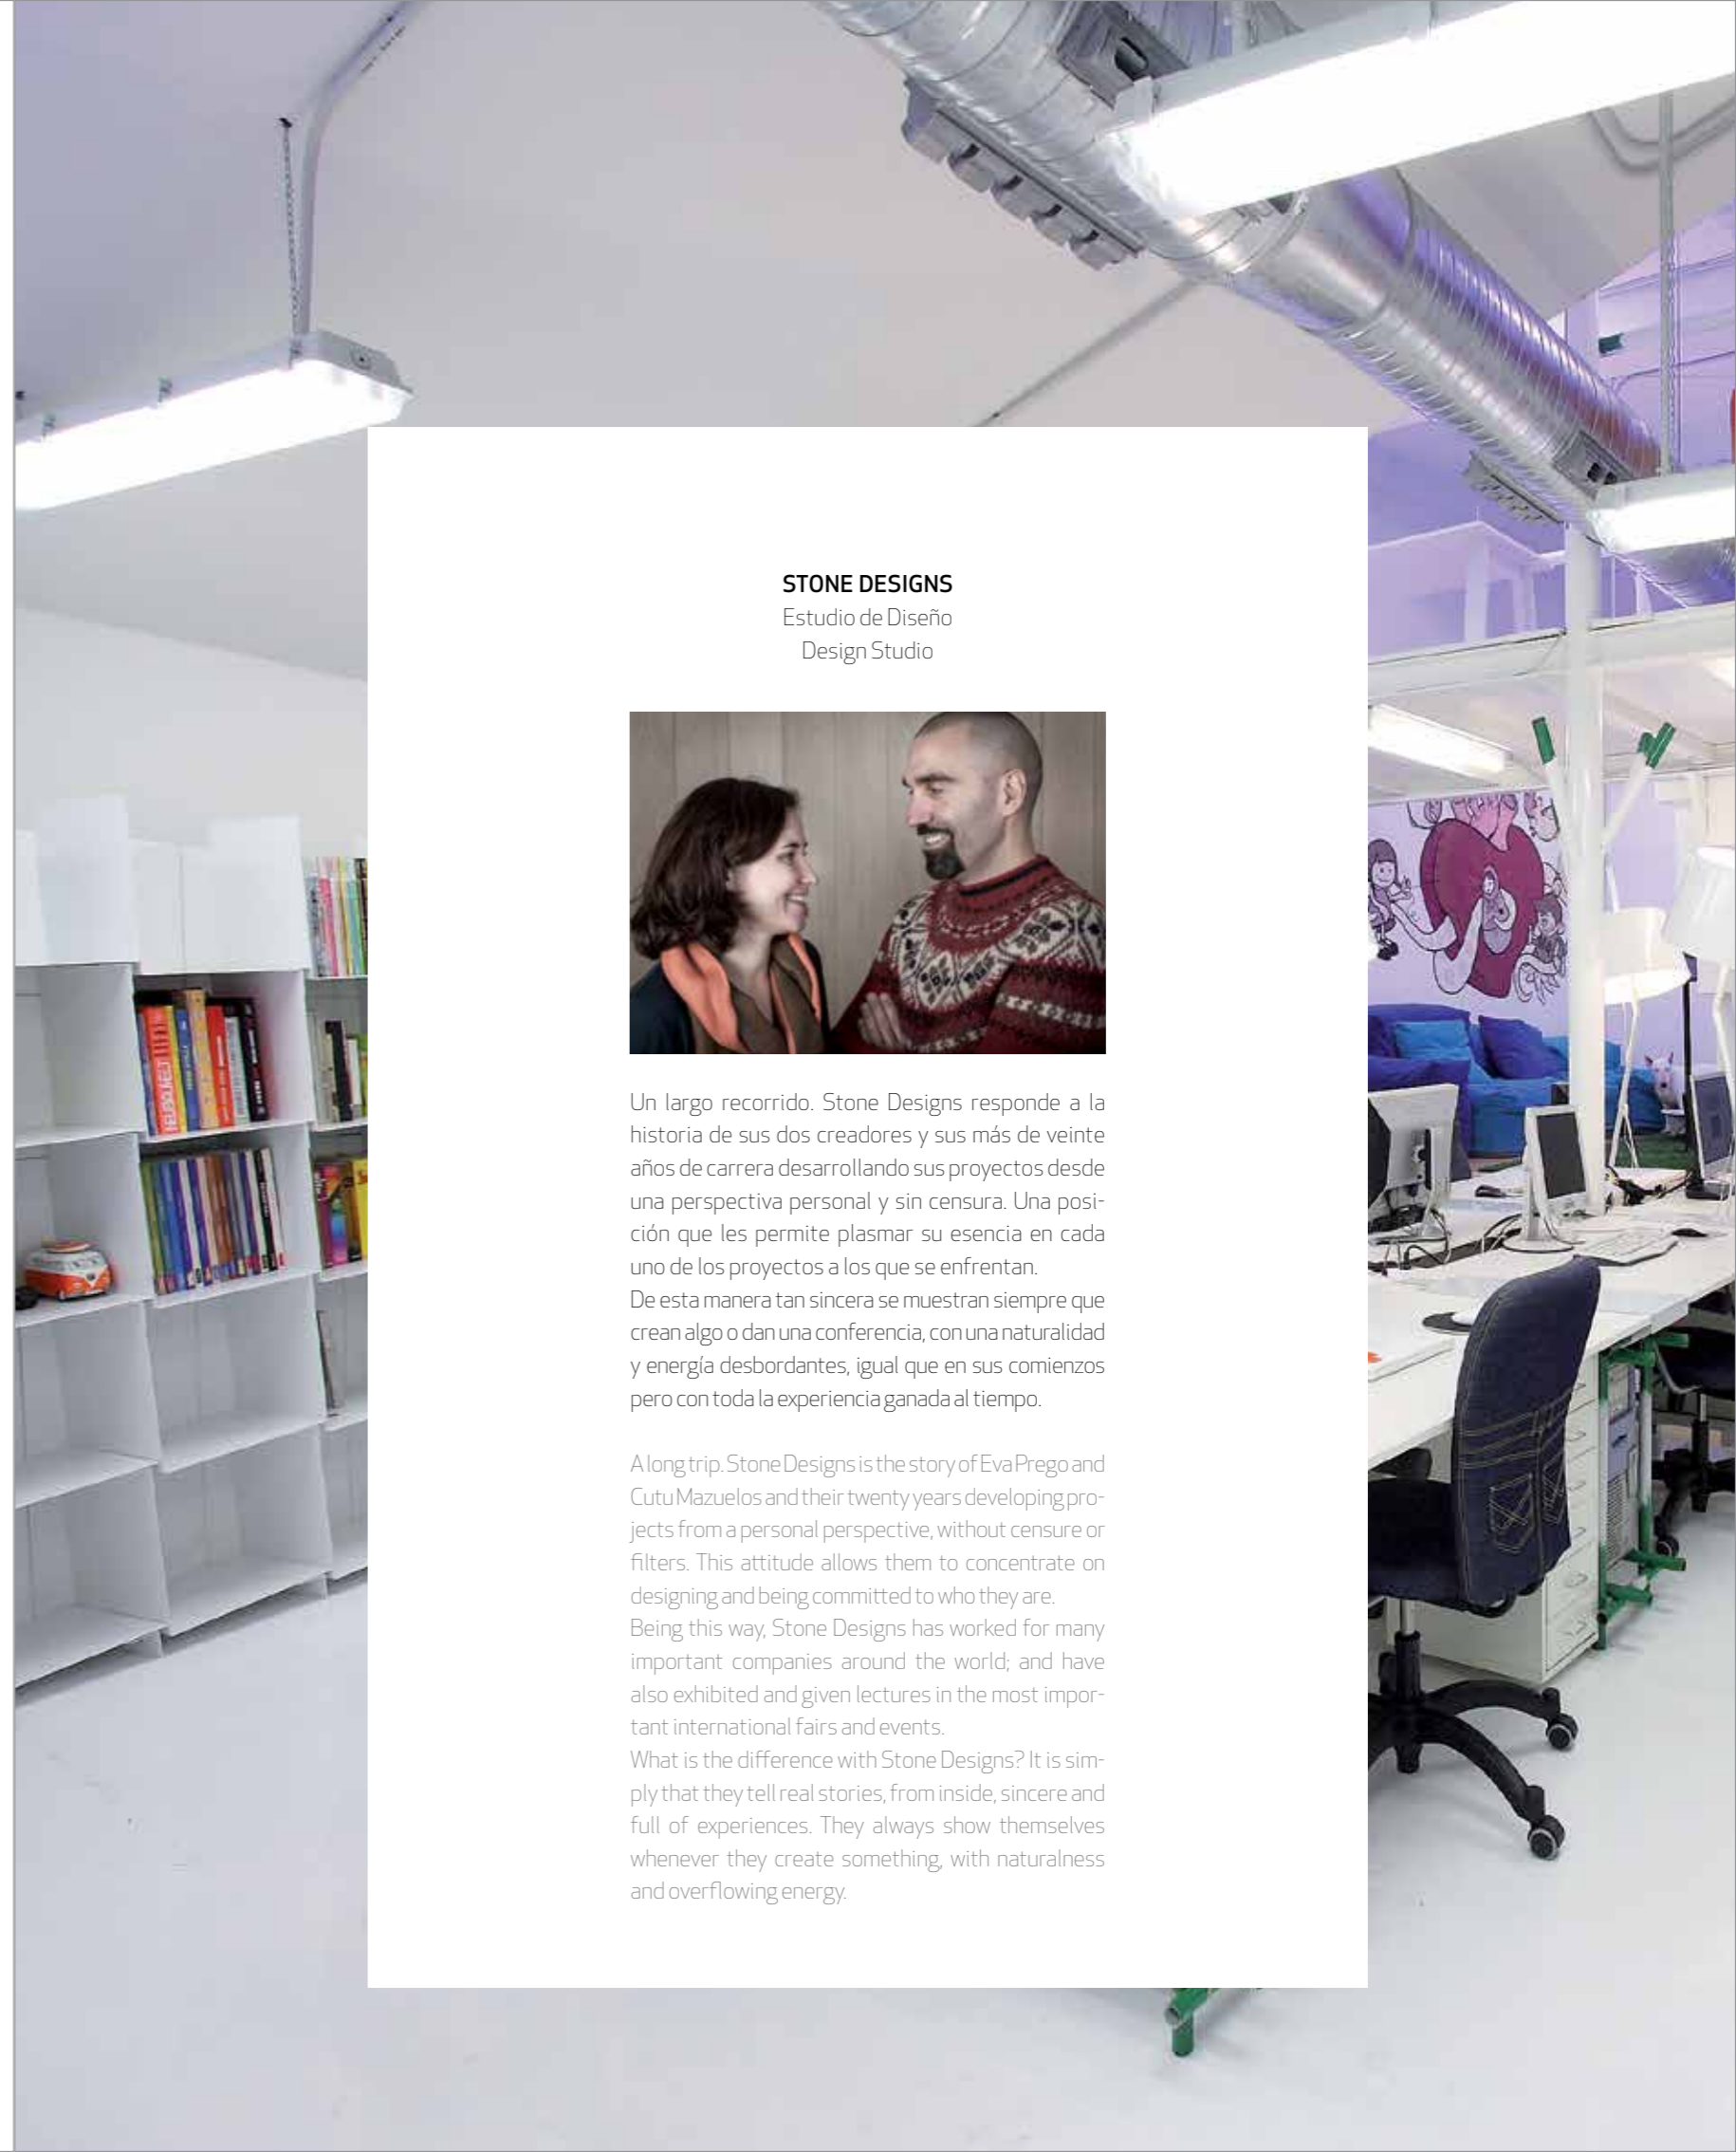 STONE DESIGNS
Estudio de Diseño
Design Studio
Un largo recorrido. Stone Designs responde a la
historia de sus dos creadores y sus más de veinte
años de carrera desarrollando sus proyectos desde
una perspectiva personal y sin censura. Una posi-
ción que les permite plasmar su esencia en cada
uno de los proyectos a los que se enfrentan.
De esta manera tan sincera se muestran siempre que
crean algo o dan una conferencia, con una naturalidad
y energía desbordantes, igual que en sus comienzos
pero con toda la experiencia ganada al tiempo.
A long trip. Stone Designs is the story of Eva Prego and
Cutu Mazuelos and their twenty years developing pro-
jects from a personal perspective, without censure or
filters. This attitude allows them to concentrate on
designing and being committed to who they are.
Being this way, Stone Designs has worked for many
important companies around the world; and have
also exhibited and given lectures in the most impor-
tant international fairs and events.
What is the difference with Stone Designs? It is sim-
ply that they tell real stories, from inside, sincere and
full of experiences. They always show themselves
whenever they create something, with naturalness
and overflowing energy.